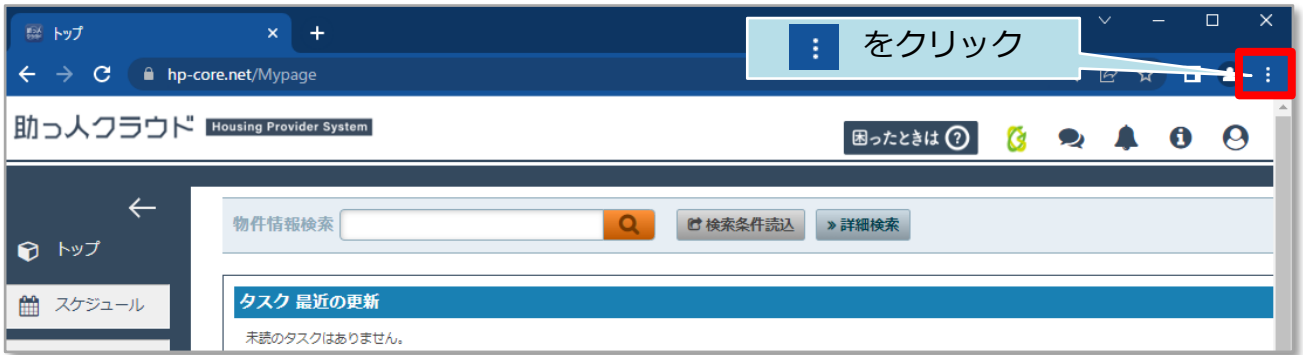 トップ
をクリック
hp-core.net/Mypage
助っ人クラウド Housing Provider System
困ったときは ?
物件情報検索 検索条件読込 » 詳細検索
トップ
スケジュール
タスク 最近の更新
未読のタスクはありません。